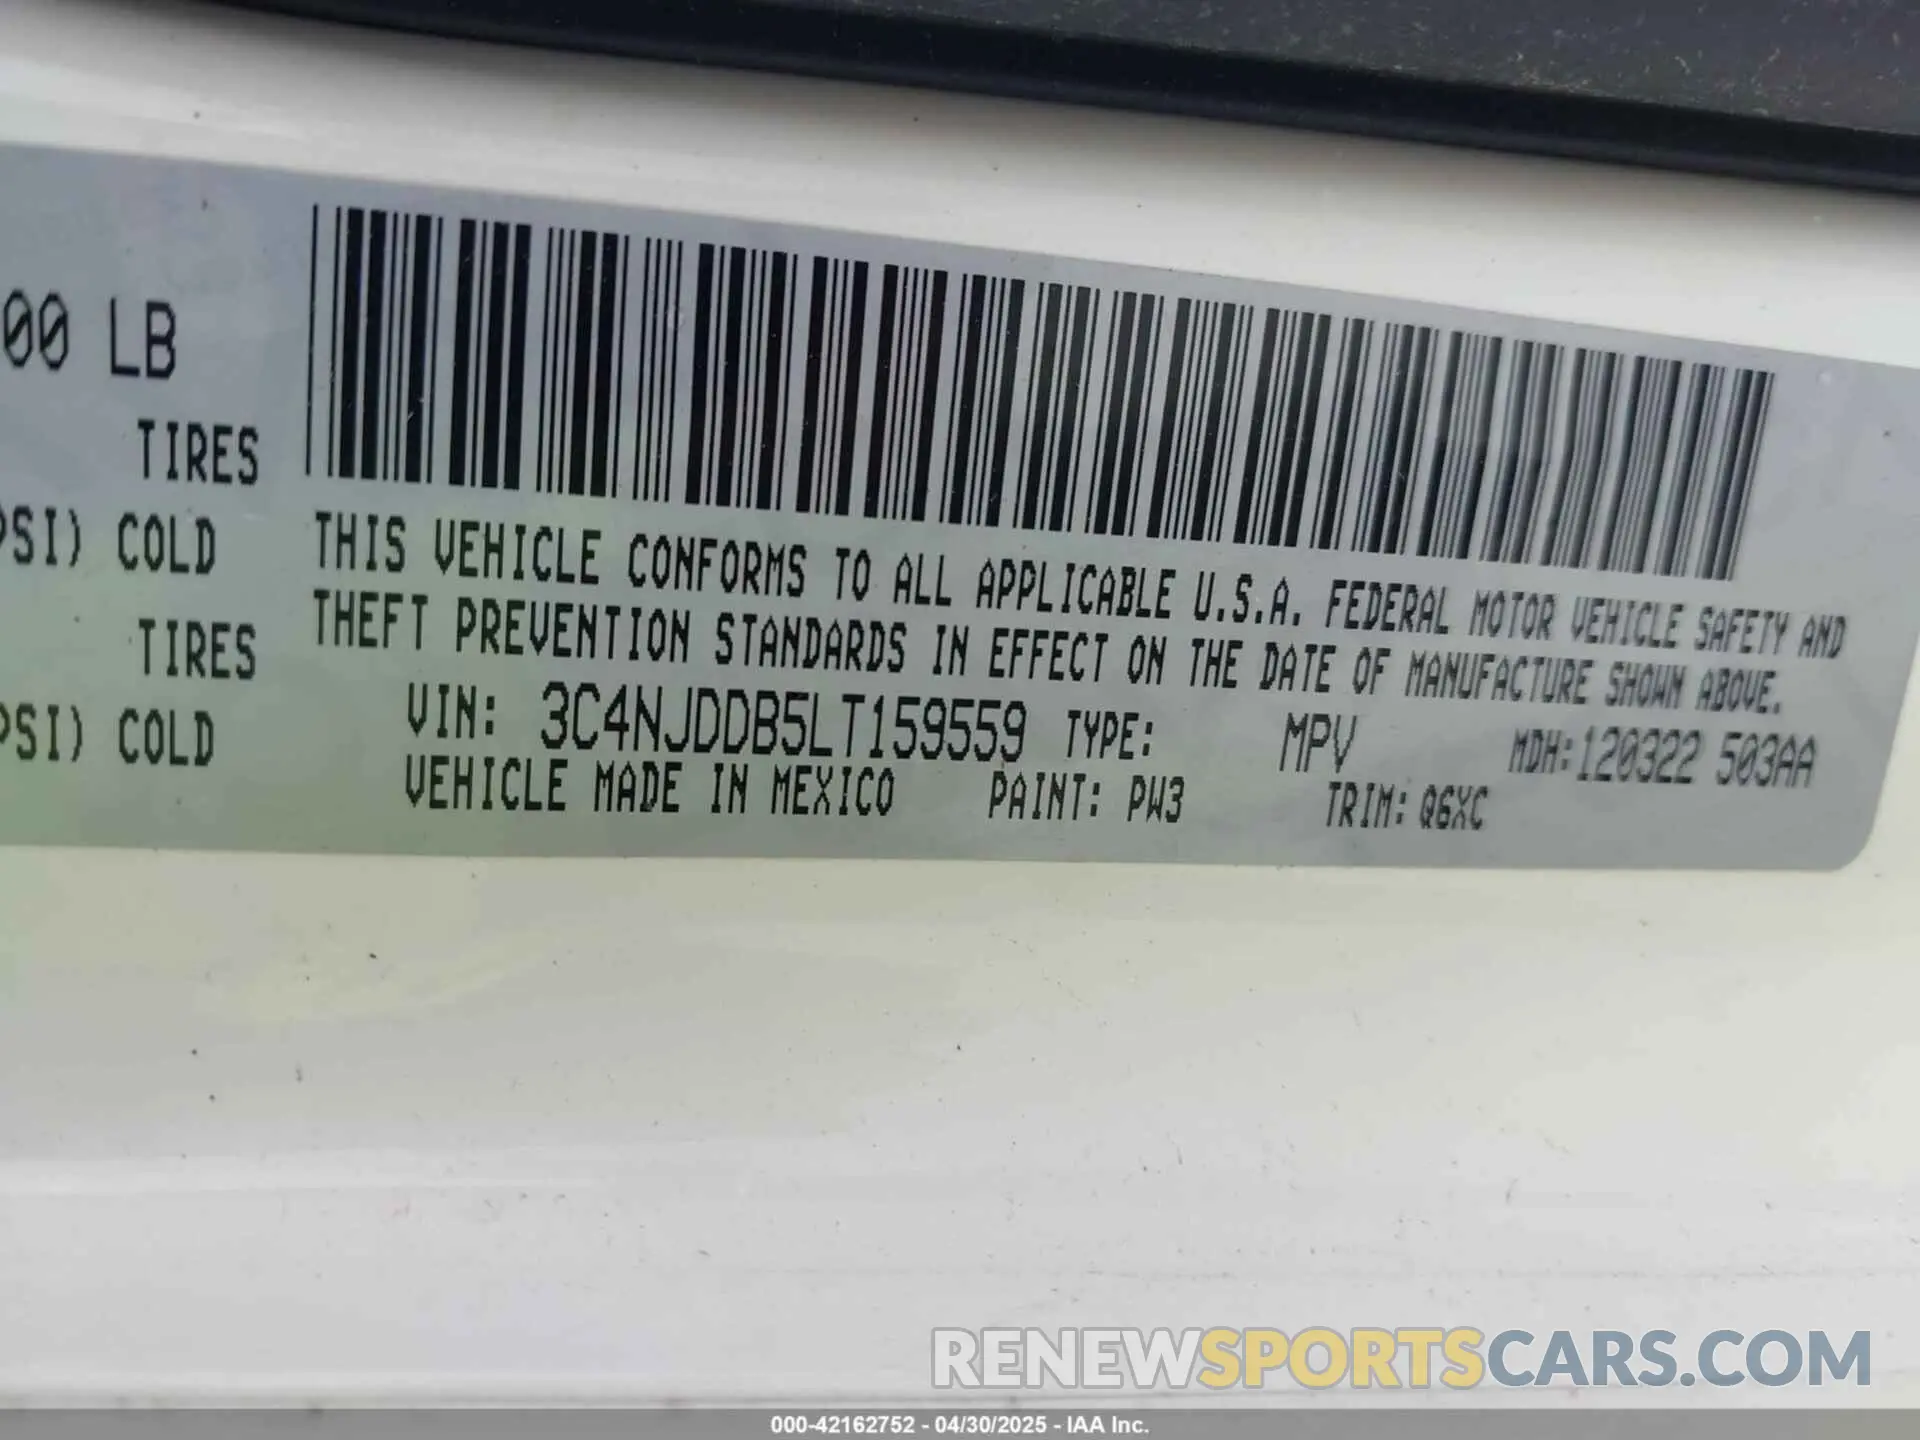 00 LB
TIRES
PSI) COLD
TIRES
PSI) COLD
THIS VEHICLE CONFORMS TO ALL APPLICABLE U.S.A. FEDERAL MOTOR VEHICLE SAFETY AND
THEFT PREVENTION STANDARDS IN EFFECT ON THE DATE OF MANUFACTURE SHOWN ABOVE.
VIN: 3C4NJDDB5LT159559 TYPE: MPV MDH:120322 503AA
VEHICLE MADE IN MEXICO PAINT: PW3 TRIM: Q6XC
RENEWSPORTSCARS.COM
000-42162752 - 04/30/2025 - IAA Inc.